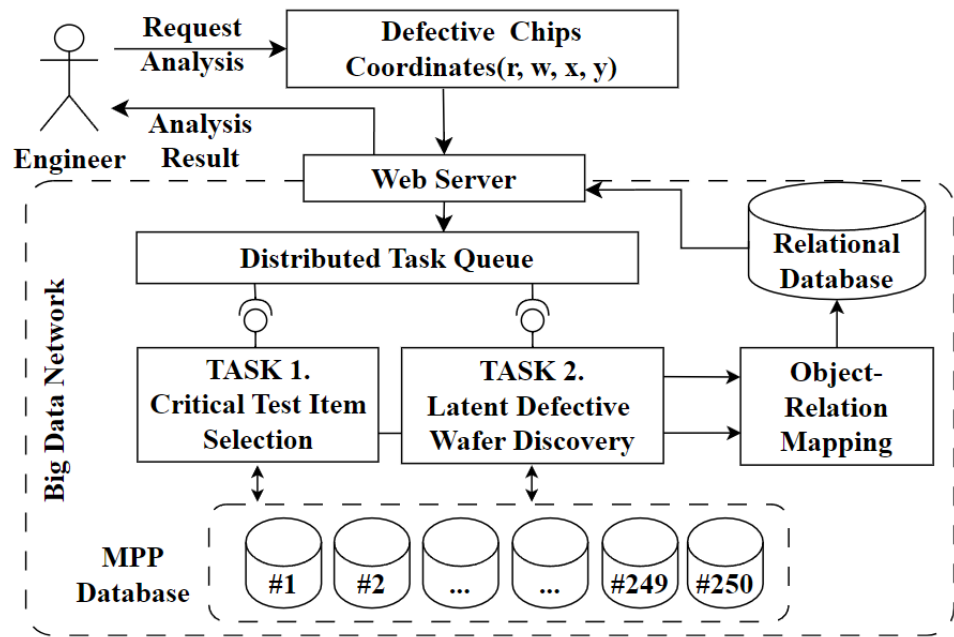 Request
Analysis
Defective Chips
Coordinates(r, w, x, y)
Analysis
Result
Engineer
Web Server
Distributed Task Queue
Relational
Database
Big Data Network
TASK 1.
Critical Test Item
Selection
TASK 2.
Latent Defective
Wafer Discovery
Object-
Relation
Mapping
MPP
Database
#1
#2
...
...
#249
#250